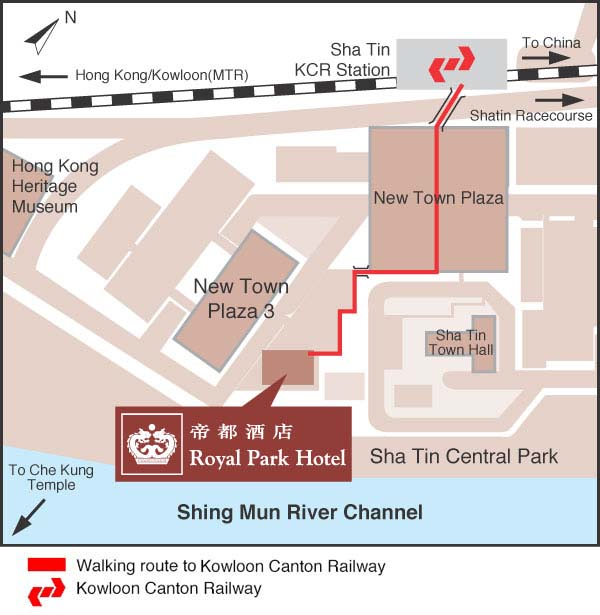 N
Sha Tin
KCR Station
To China
Hong Kong/Kowloon(MTR)
Shatin Racecourse
Hong Kong
Heritage
Museum
New Town Plaza
New Town
Plaza 3
Sha Tin
Town Hall
帝都酒店
Royal Park Hotel
Sha Tin Central Park
To Che Kung
Temple
Shing Mun River Channel
Walking route to Kowloon Canton Railway
Kowloon Canton Railway